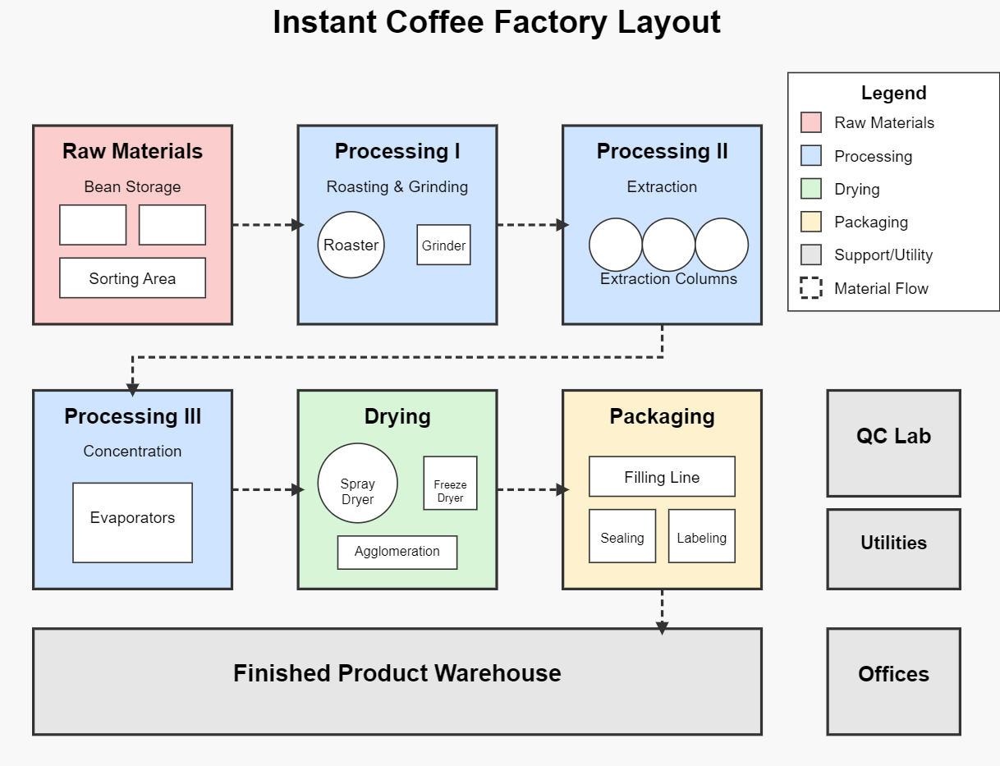 Instant Coffee Factory Layout
Legend
Raw Materials
Processing
Drying
Packaging
Support/Utility
Material Flow
Raw Materials
Bean Storage
Sorting Area
Processing I
Roasting & Grinding
Roaster
Grinder
Processing II
Extraction
Extraction Columns
Processing III
Concentration
Evaporators
Drying
Spray
Dryer
Freeze
Dryer
Agglomeration
Packaging
Filling Line
Sealing
Labeling
QC Lab
Utilities
Finished Product Warehouse
Offices